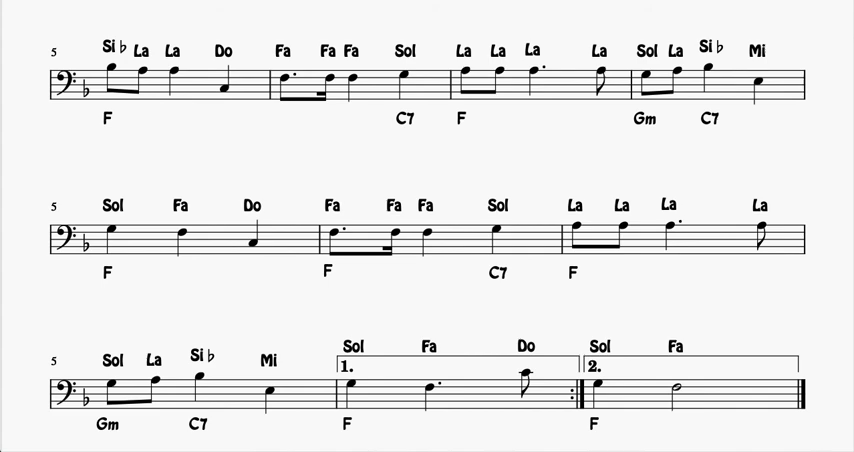 Si♭ La La Do Fa Fa Fa Sol La La La La Sol La Si♭ Mi
5
F C7 F Gm C7
Sol Fa Do Fa Fa Fa Sol La La La La
5
F F C7 F
Sol La Si♭ Mi Sol Fa Do Sol Fa
5 1. 2.
Gm C7 F F